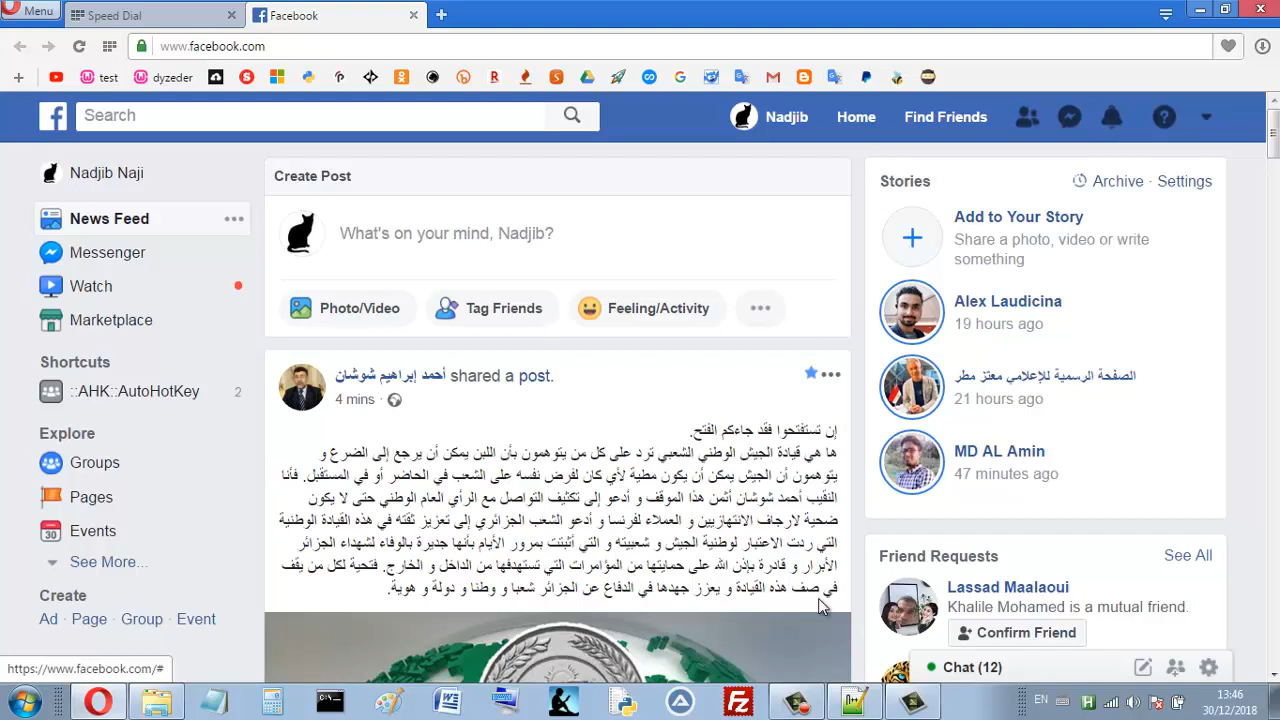 Menu
Speed Dial
Facebook
www.facebook.com
test
dyzeder
Search
Nadjib
Home
Find Friends
Nadjib Naji
News Feed
Messenger
Watch
Marketplace
Shortcuts
::AHK::AutoHotKey 2
Explore
Groups
Pages
30
Events
See More...
Create
Ad · Page · Group · Event
Create Post
What's on your mind, Nadjib?
Photo/Video
Tag Friends
Feeling/Activity
أحمد إبراهيم شوشان shared a post.
4 mins ·
إن تستفتحوا فقد جاءكم الفتح.
ها هي قيادة الجيش الوطني الشعبي ترد على كل من يتوهمون بأن اللبن يمكن أن يرجع إلى الضرع و
يتوهمون أن الجيش يمكن أن يكون مطية لأي كان لفرض نفسه على الشعب في الحاضر أو في المستقبل. فأنا
النقيب أحمد شوشان أثمن هذا الموقف و أدعو إلى تكثيف التواصل مع الرأي العام الوطني حتى لا يكون
ضحية لارجاف الانتهازيين و العملاء لفرنسا و أدعو الشعب الجزائري إلى تعزيز ثقته في هذه القيادة الوطنية
التي ردت الاعتبار لوطنية الجيش و شعبيته و التي أثبتت بمرور الأيام بأنها جديرة بالوفاء لشهداء الجزائر
الأبرار و قادرة بإذن الله على حمايتها من المؤامرات التي تستهدفها من الداخل و الخارج. فتحية لكل من يقف
في صف هذه القيادة و يعزز جهدها في الدفاع عن الجزائر شعبا و وطنا و دولة و هوية.
Stories
Archive · Settings
Add to Your Story
Share a photo, video or write
something
Alex Laudicina
19 hours ago
الصفحة الرسمية للإعلامي معتز مطر
21 hours ago
MD AL Amin
47 minutes ago
Friend Requests
See All
Lassad Maalaoui
Khalile Mohamed is a mutual friend.
Confirm Friend
Chat (12)
https://www.facebook.com/#
EN
13:46
30/12/2018